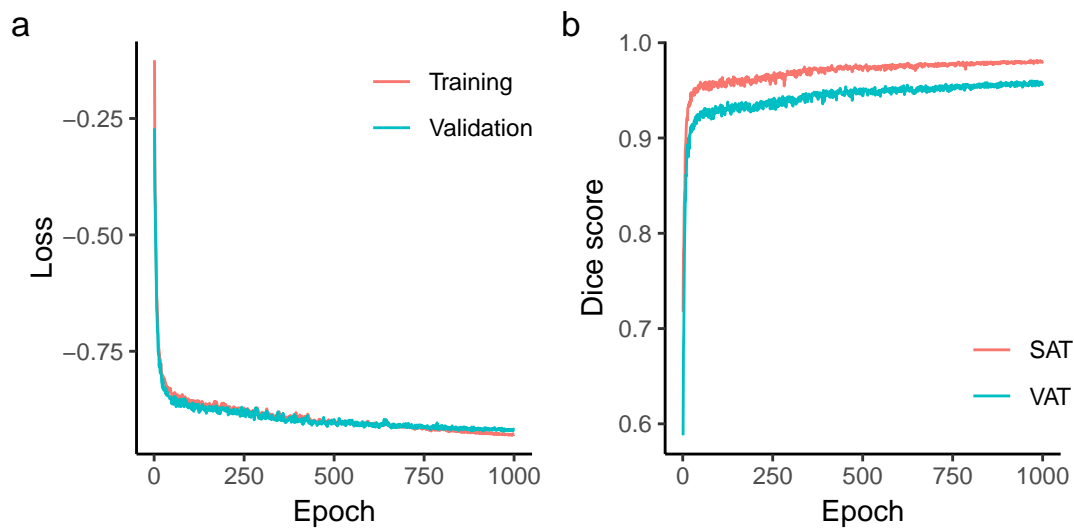 a
Loss
−0.25
−0.50
−0.75
0 250 500 750 1000
Epoch
Training
Validation
b
Dice score
1.0
0.9
0.8
0.7
0.6
0 250 500 750 1000
Epoch
SAT
VAT